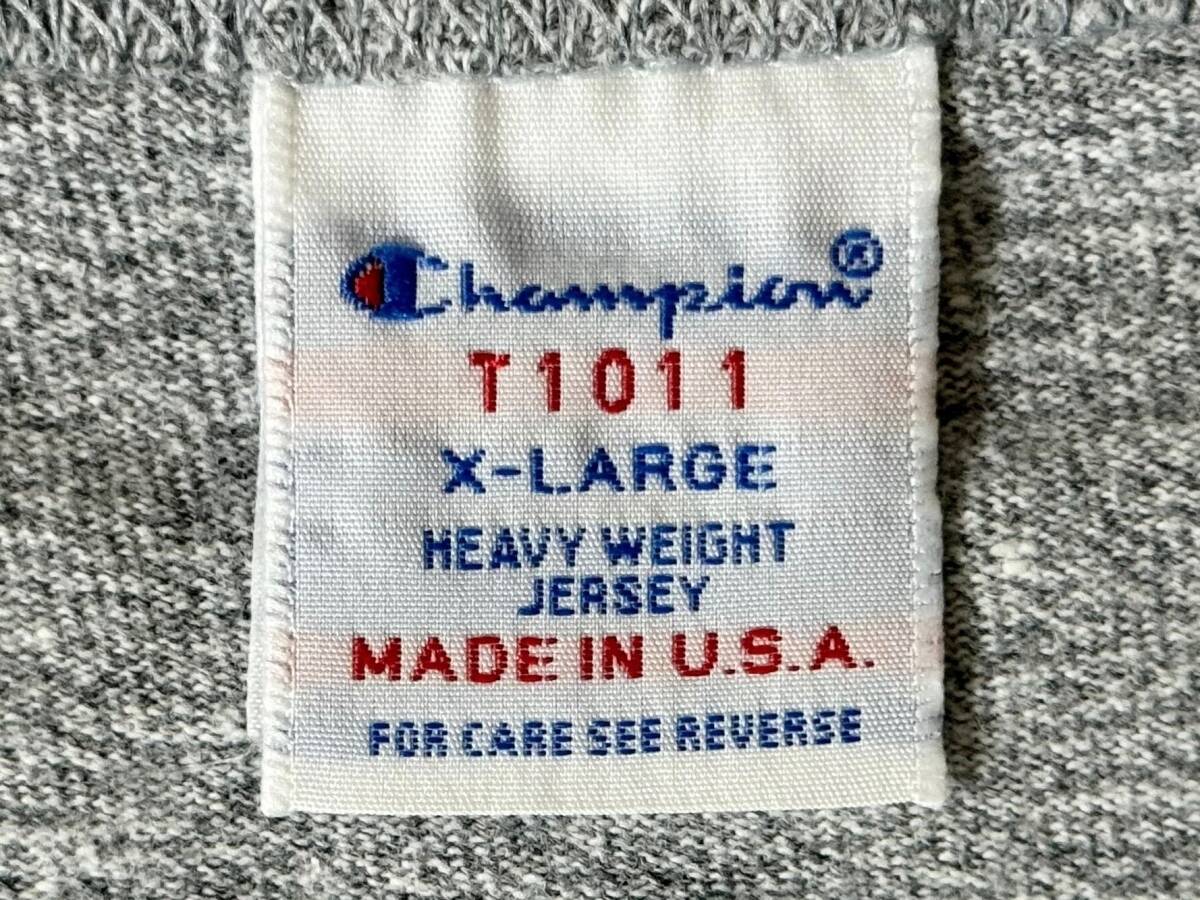 Champion®
T1011
X-LARGE
HEAVY WEIGHT
JERSEY
MADE IN U.S.A.
FOR CARE SEE REVERSE